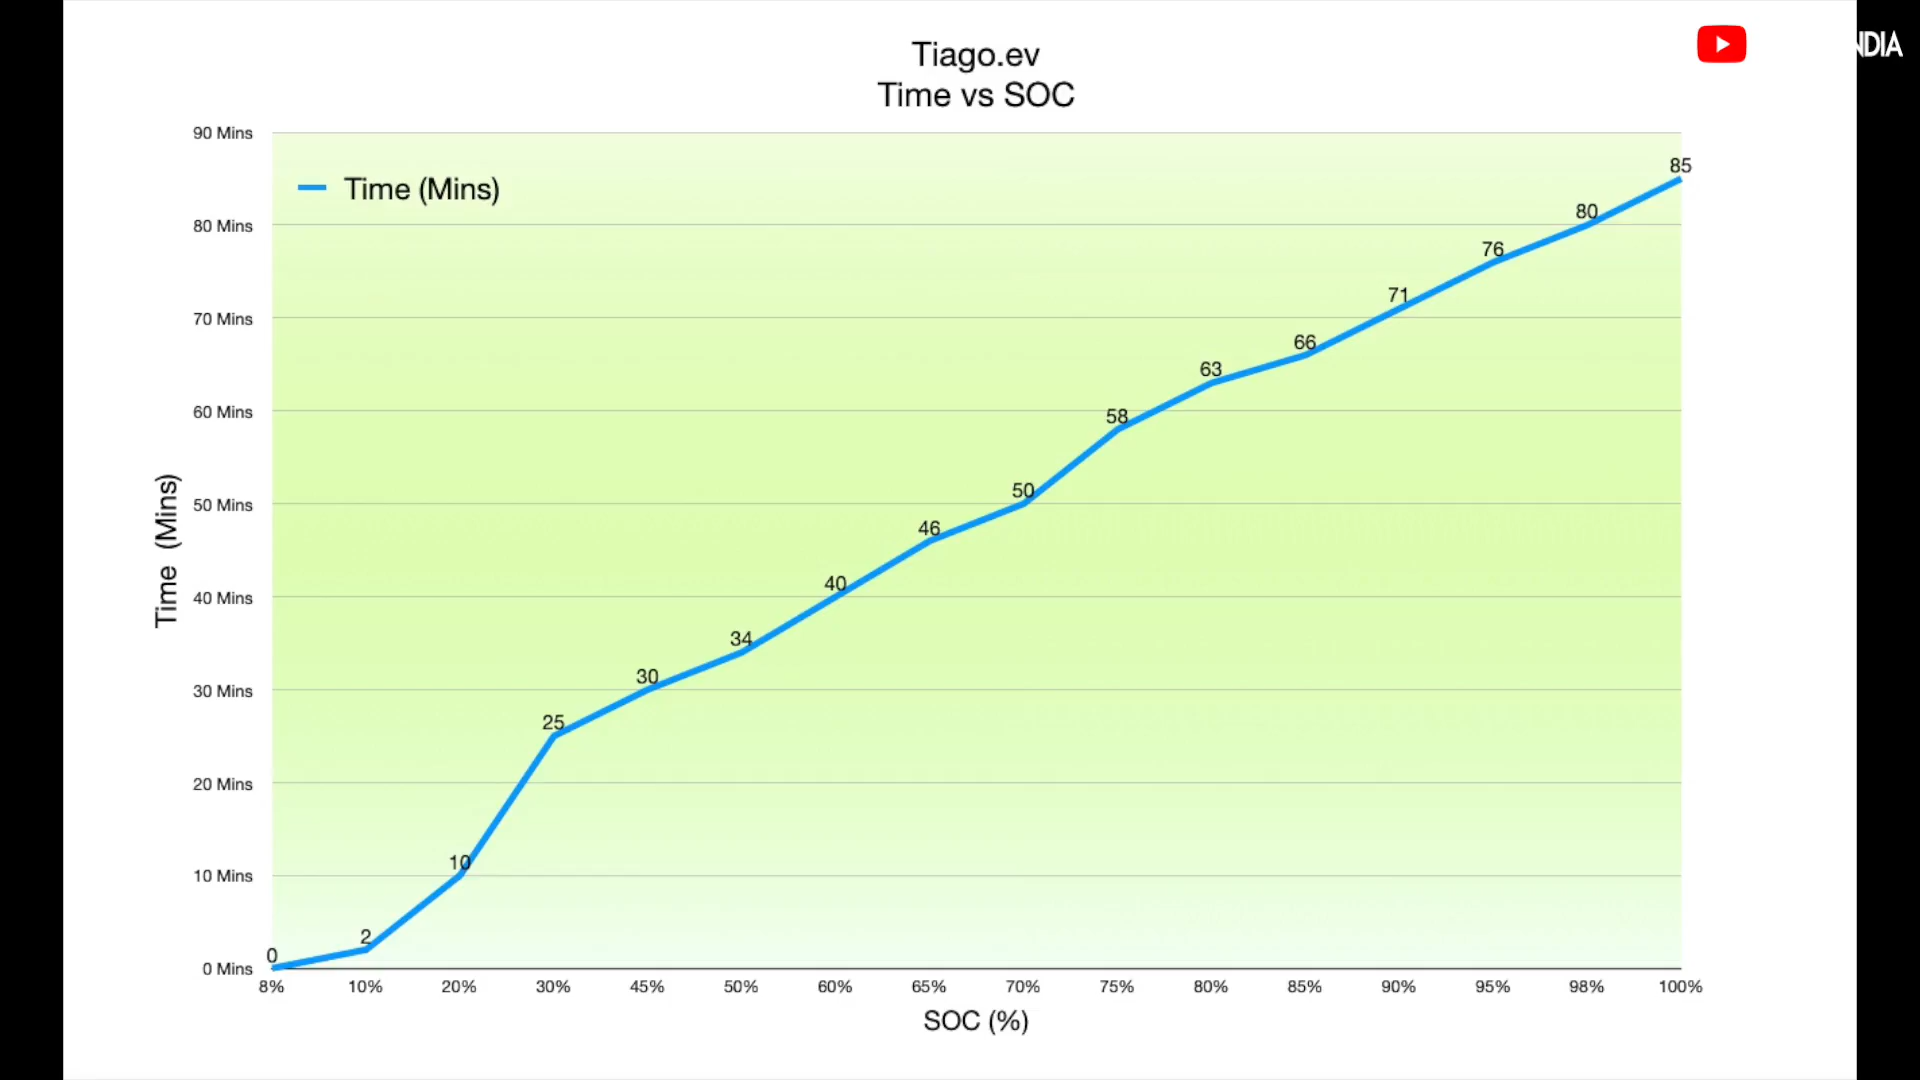 Tiago.ev
Time vs SOC
NDIA
90 Mins
80 Mins
70 Mins
60 Mins
50 Mins
40 Mins
30 Mins
20 Mins
10 Mins
0 Mins
Time (Mins)
Time (Mins)
0
2
10
25
30
34
40
46
50
58
63
66
71
76
80
85
8% 10% 20% 30% 45% 50% 60% 65% 70% 75% 80% 85% 90% 95% 98% 100%
SOC (%)